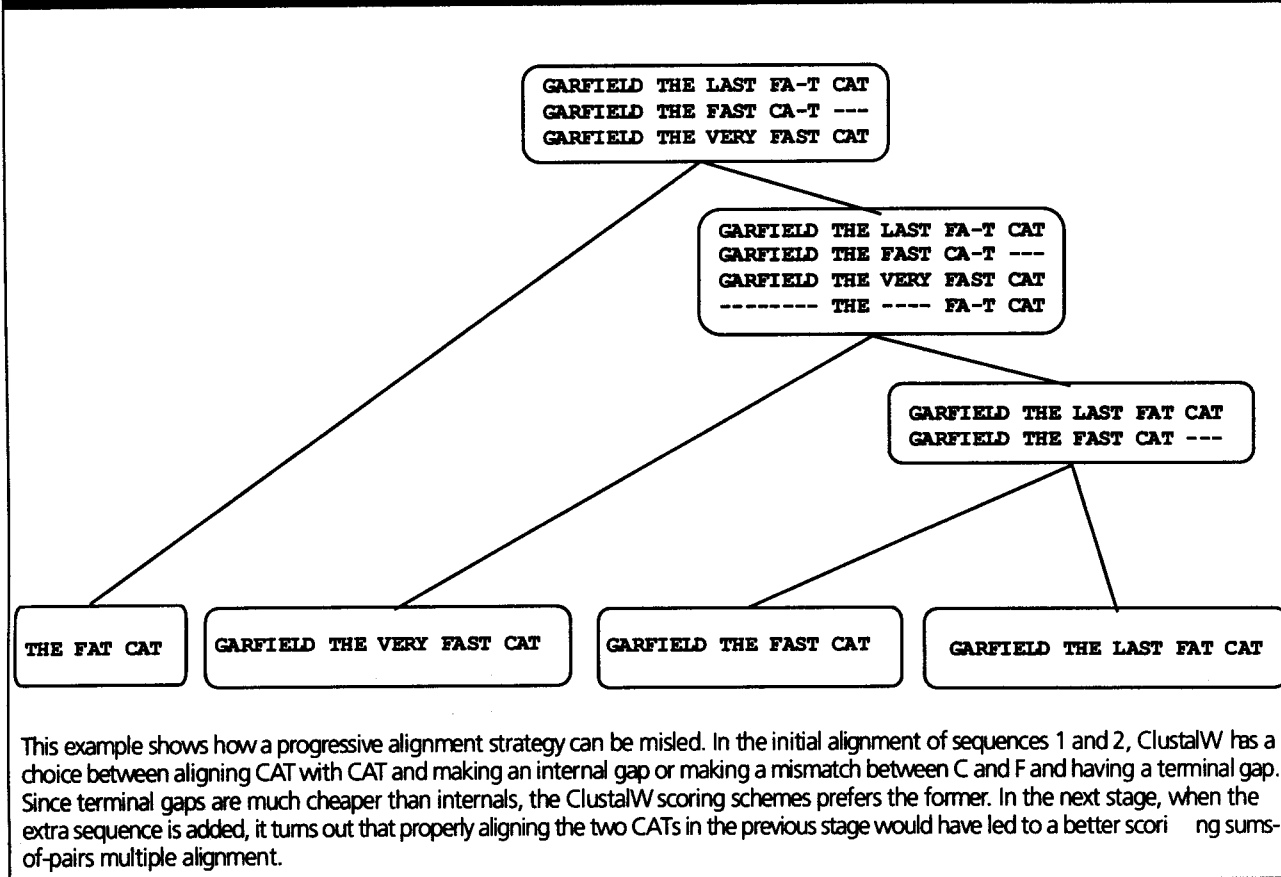 GARFIELD THE LAST FA-T CAT
GARFIELD THE FAST CA-T ---
GARFIELD THE VERY FAST CAT
GARFIELD THE LAST FA-T CAT
GARFIELD THE FAST CA-T ---
GARFIELD THE VERY FAST CAT
-------- THE ---- FA-T CAT
GARFIELD THE LAST FAT CAT
GARFIELD THE FAST CAT ---
THE FAT CAT
GARFIELD THE VERY FAST CAT
GARFIELD THE FAST CAT
GARFIELD THE LAST FAT CAT
This example shows how a progressive alignment strategy can be misled. In the initial alignment of sequences 1 and 2, ClustalW has a
choice between aligning CAT with CAT and making an internal gap or making a mismatch between C and F and having a terminal gap.
Since terminal gaps are much cheaper than internals, the ClustalW scoring schemes prefers the former. In the next stage, when the
extra sequence is added, it turns out that properly aligning the two CATs in the previous stage would have led to a better scori ng sums-
of-pairs multiple alignment.